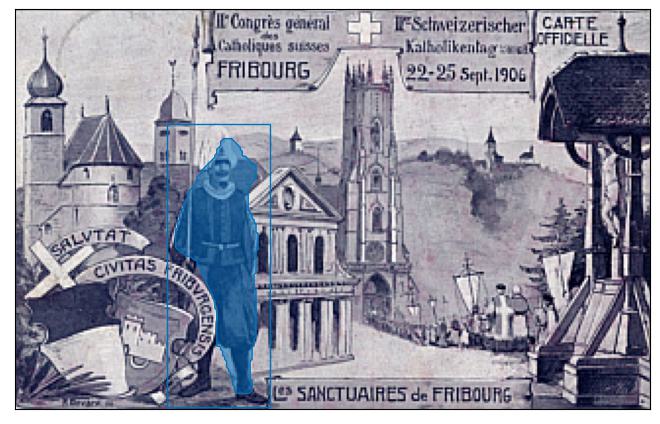 IIe Congrès général
des
Catholiques suisses
FRIBOURG
IIer Schweizerischer
Katholikentag
22-25 Sept. 1906
CARTE
OFFICIELLE
SALVTAT
CIVITAS FRIBVRGENSIS
Les SANCTUAIRES de FRIBOURG